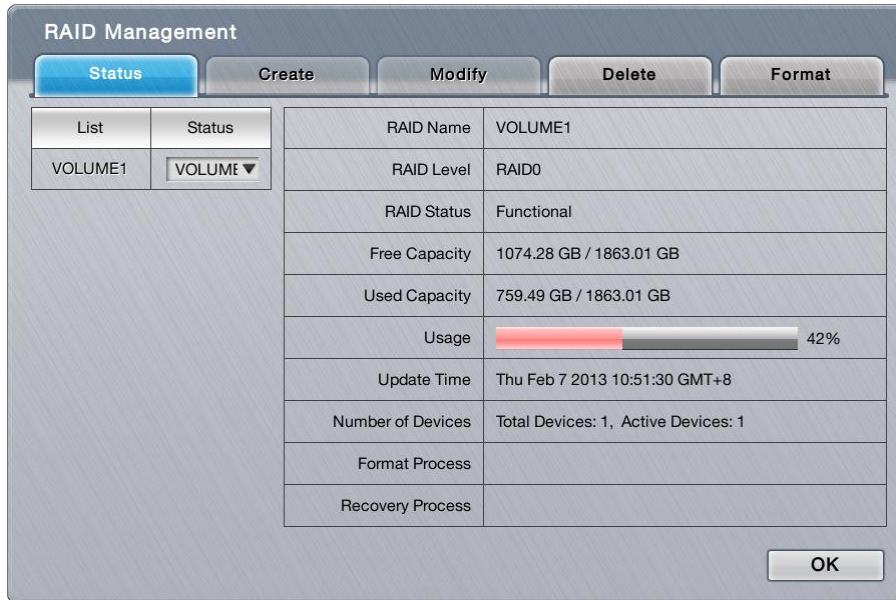 RAID Management
Status Create Modify Delete Format
List Status
VOLUME1 VOLUME
RAID Name VOLUME1
RAID Level RAID0
RAID Status Functional
Free Capacity 1074.28 GB / 1863.01 GB
Used Capacity 759.49 GB / 1863.01 GB
Usage 42%
Update Time Thu Feb 7 2013 10:51:30 GMT+8
Number of Devices Total Devices: 1, Active Devices: 1
Format Process
Recovery Process
OK